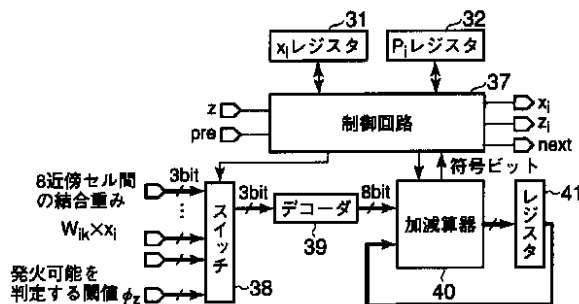 31
32
xiレジスタ
Piレジスタ
37
z
pre
制御回路
xi
zi
next
符号ビット
41
8近傍セル間
の結合重み
Wik×xi
3bit
スイッチ
3bit
デコーダ
8bit
加減算器
レジスタ
39
発火可能を
判定する閾値 φz
38
40